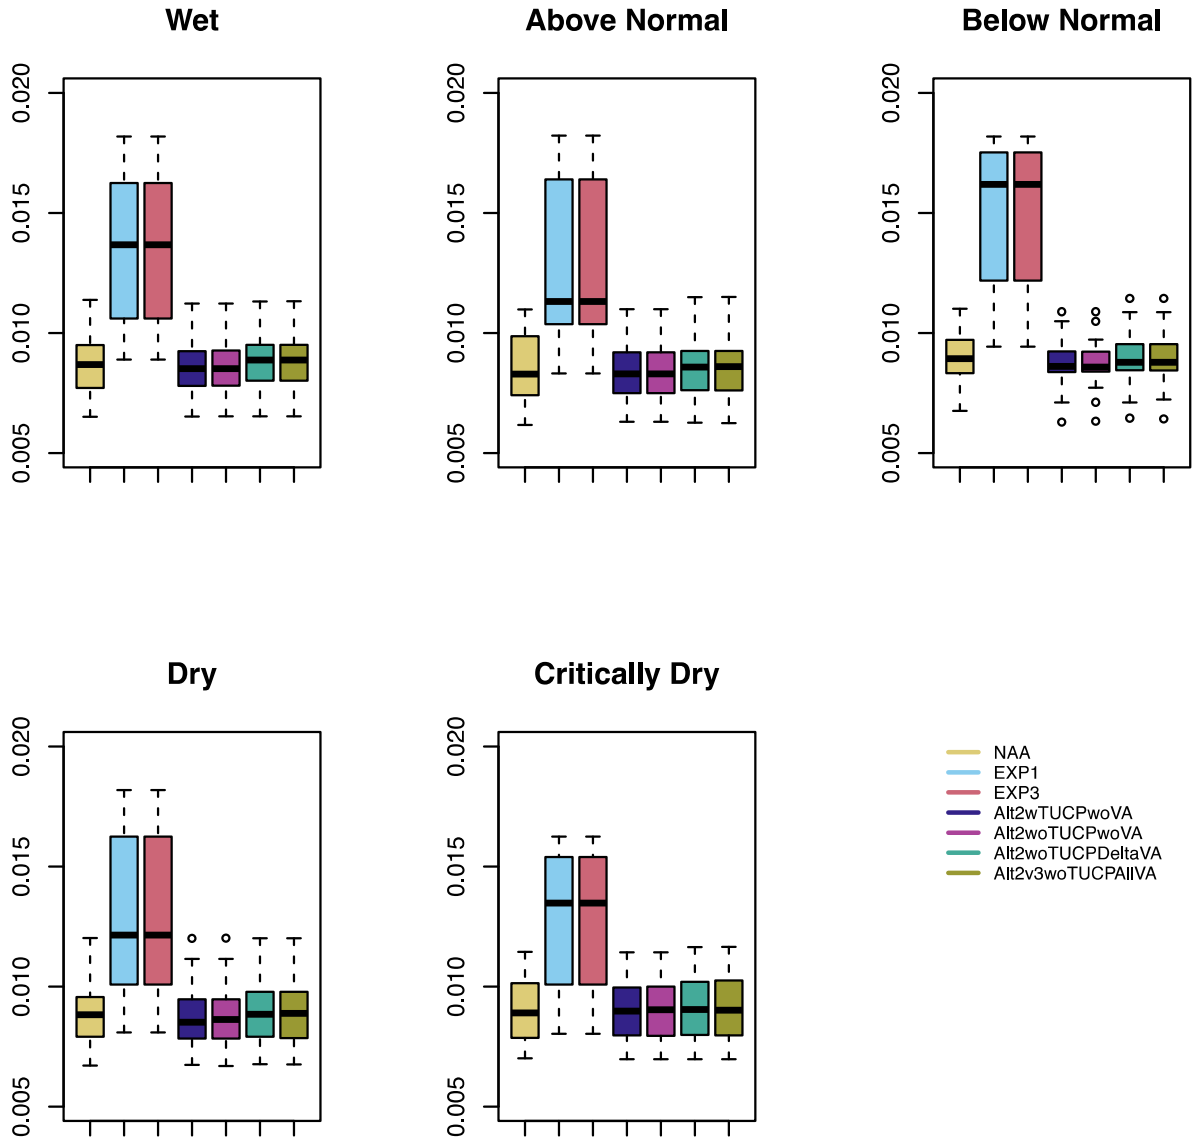 Wet
Above Normal
Below Normal
0.020
0.015
0.010
0.005
0.020
0.015
0.010
0.005
0.020
0.015
0.010
0.005
Dry
Critically Dry
0.020
0.015
0.010
0.005
0.020
0.015
0.010
0.005
NAA
EXP1
EXP3
Alt2wTUCPwoVA
Alt2woTUCPwoVA
Alt2woTUCPDeltaVA
Alt2v3woTUCPAllVA